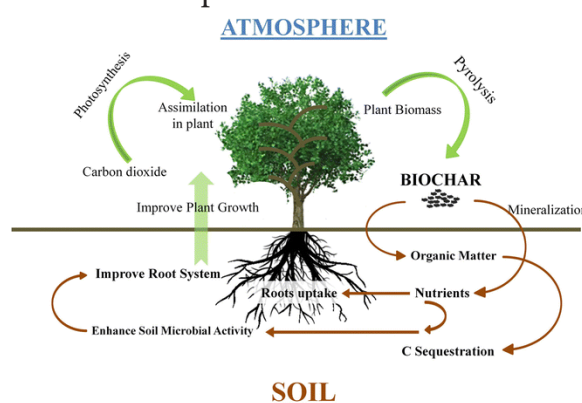 ATMOSPHERE
Photosynthesis
Pyrolysis
Assimilation
in plant
Plant Biomass
Carbon dioxide
BIOCHAR
Improve Plant Growth
Mineralization
Organic Matter
Improve Root System
Roots uptake
Nutrients
Enhance Soil Microbial Activity
C Sequestration
SOIL